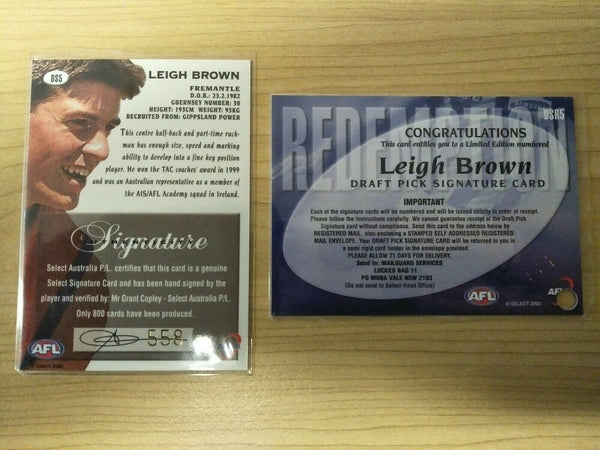 DS5
LEIGH BROWN
FREMANTLE
D.O.B.: 23.2.1982
GUERNSEY NUMBER: 30
HEIGHT: 193CM WEIGHT: 93KG
RECRUITED FROM: GIPPSLAND POWER
This centre half-back and part-time ruck-
man has enough size, speed and marking
ability to develop into a fine key position
player. He won the TAC coaches' award in 1999
and was an Australian representative as a member of
the AIS/AFL Academy squad in Ireland.
Signature
Select Australia P/L. certifies that this card is a genuine
Select Signature Card and has been hand signed by the
player and verified by: Mr Grant Copley - Select Australia P/L.
Only 800 cards have been produced.
558
AFL
REDEMPTION
DSR5
CONGRATULATIONS
This card entitles you to a Limited Edition numbered
Leigh Brown
DRAFT PICK SIGNATURE CARD
IMPORTANT
Each of the signature cards will be numbered and will be issued strictly in order of receipt.
Please follow the instructions carefully. We cannot guarantee receipt of the Draft Pick
Signature card without compliance. Send this card to the address below by
REGISTERED MAIL, also enclosing a STAMPED SELF ADDRESSED REGISTERED
MAIL ENVELOPE. Your DRAFT PICK SIGNATURE CARD will be returned to you in
a semi rigid card holder in the envelope provided.
PLEASE ALLOW 21 DAYS FOR DELIVERY.
Send to: MAILGUARD SERVICES
LOCKED BAG 11
PO MONA VALE NSW 2103
(Do not send to Select Head Office)
AFL
AFL
© SELECT 2000